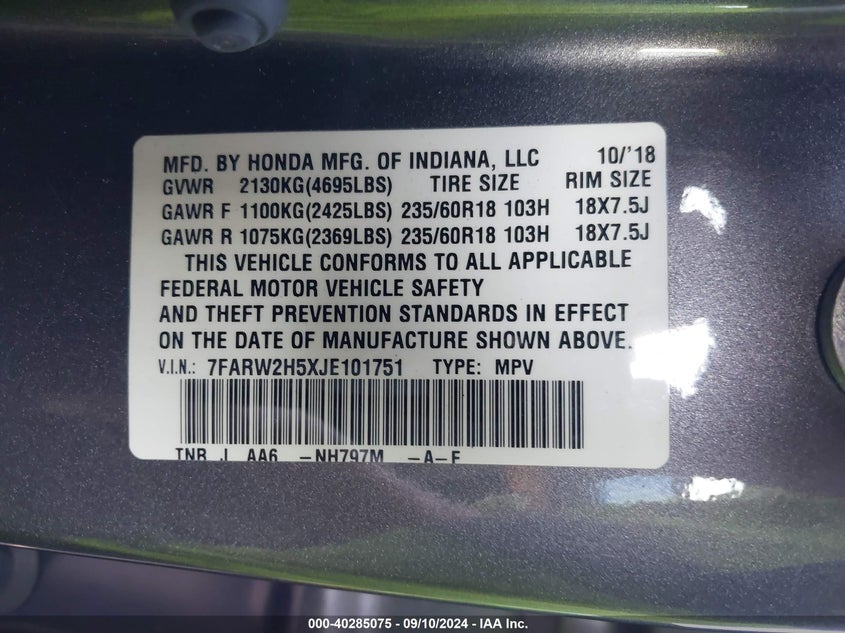 MFD. BY HONDA MFG. OF INDIANA, LLC 10/'18
GVWR 2130KG(4695LBS) TIRE SIZE RIM SIZE
GAWR F 1100KG(2425LBS) 235/60R18 103H 18X7.5J
GAWR R 1075KG(2369LBS) 235/60R18 103H 18X7.5J
THIS VEHICLE CONFORMS TO ALL APPLICABLE
FEDERAL MOTOR VEHICLE SAFETY
AND THEFT PREVENTION STANDARDS IN EFFECT
ON THE DATE OF MANUFACTURE SHOWN ABOVE.
V.I.N.: 7FARW2H5XJE101751 TYPE: MPV
TNR J AA6 -NH797M -A-
000-40285075 - 09/10/2024 - IAA Inc.